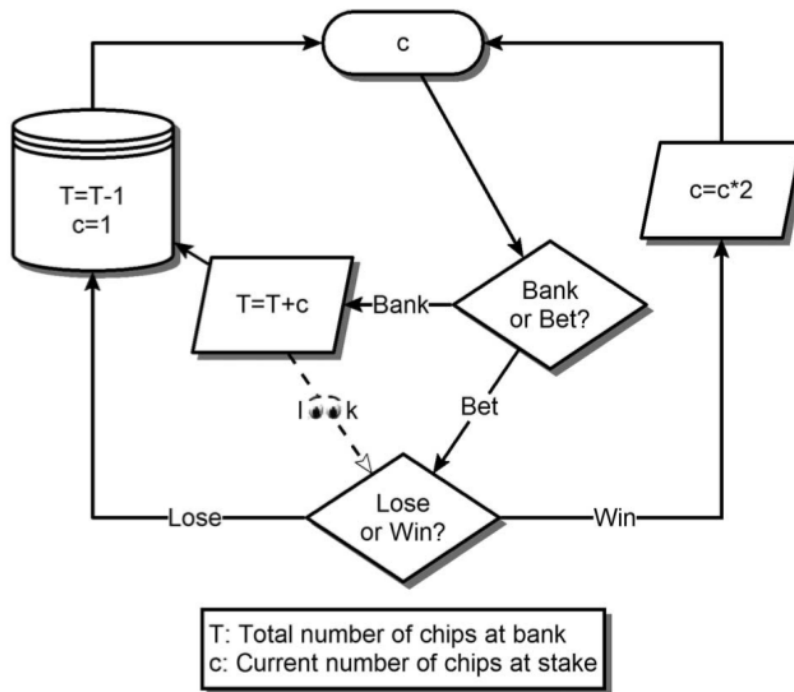 c
T=T-1
c=1
c=c*2
T=T+c
Bank
Bank
or Bet?
l👀k
Bet
Lose
Lose
or Win?
Win
T: Total number of chips at bank
c: Current number of chips at stake